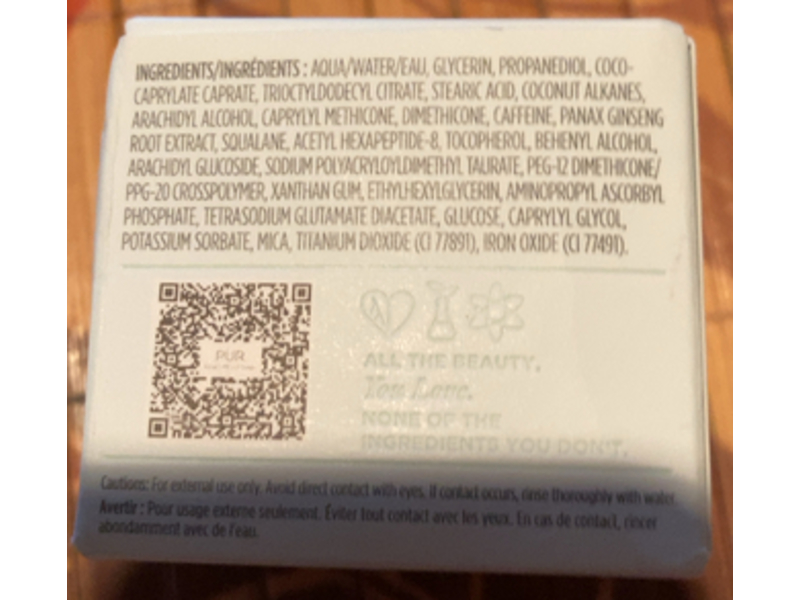 INGREDIENTS/INGRÉDIENTS : AQUA/WATER/EAU, GLYCERIN, PROPANEDIOL, COCO-
CAPRYLATE CAPRATE, TRIOCTYLDODECYL CITRATE, STEARIC ACID, COCONUT ALKANES,
ARACHIDYL ALCOHOL, CAPRYLYL METHICONE, DIMETHICONE, CAFFEINE, PANAX GINSENG
ROOT EXTRACT, SQUALANE, ACETYL HEXAPEPTIDE-8, TOCOPHEROL, BEHENYL ALCOHOL,
ARACHIDYL GLUCOSIDE, SODIUM POLYACRYLOYLDIMETHYL TAURATE, PEG-12 DIMETHICONE/
PPG-20 CROSSPOLYMER, XANTHAN GUM, ETHYLHEXYLGLYCERIN, AMINOPROPYL ASCORBYL
PHOSPHATE, TETRASODIUM GLUTAMATE DIACETATE, GLUCOSE, CAPRYLYL GLYCOL,
POTASSIUM SORBATE, MICA, TITANIUM DIOXIDE (CI 77891), IRON OXIDE (CI 77491).
PUR
ALL THE BEAUTY,
You Love.
NONE OF THE
INGREDIENTS YOU DON'T.
Cautions: For external use only. Avoid direct contact with eyes. If contact occurs, rinse thoroughly with water.
Avertir : Pour usage externe seulement. Éviter tout contact avec les yeux. En cas de contact, rincer
abondamment avec de l'eau.